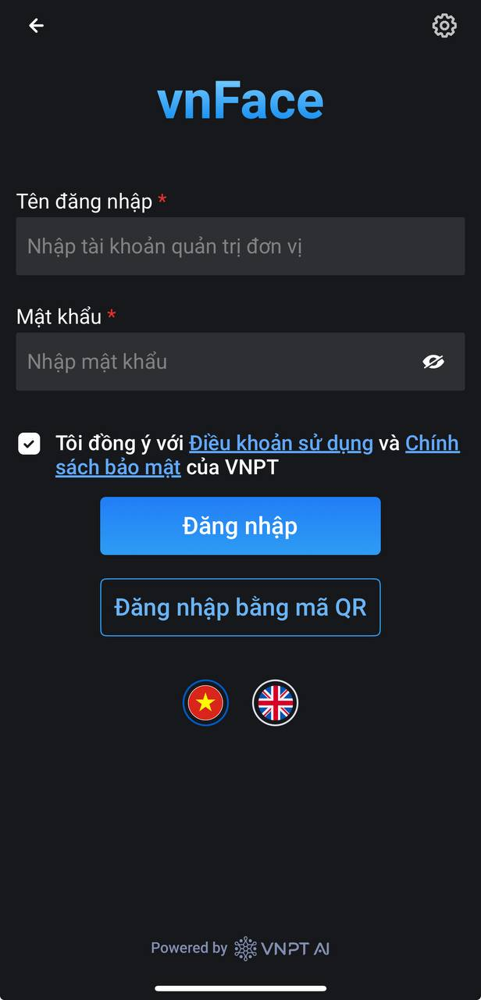 vnFace
Tên đăng nhập *
Nhập tài khoản quản trị đơn vị
Mật khẩu *
Nhập mật khẩu
Tôi đồng ý với Điều khoản sử dụng và Chính
sách bảo mật của VNPT
Đăng nhập
Đăng nhập bằng mã QR
Powered by VNPT AI